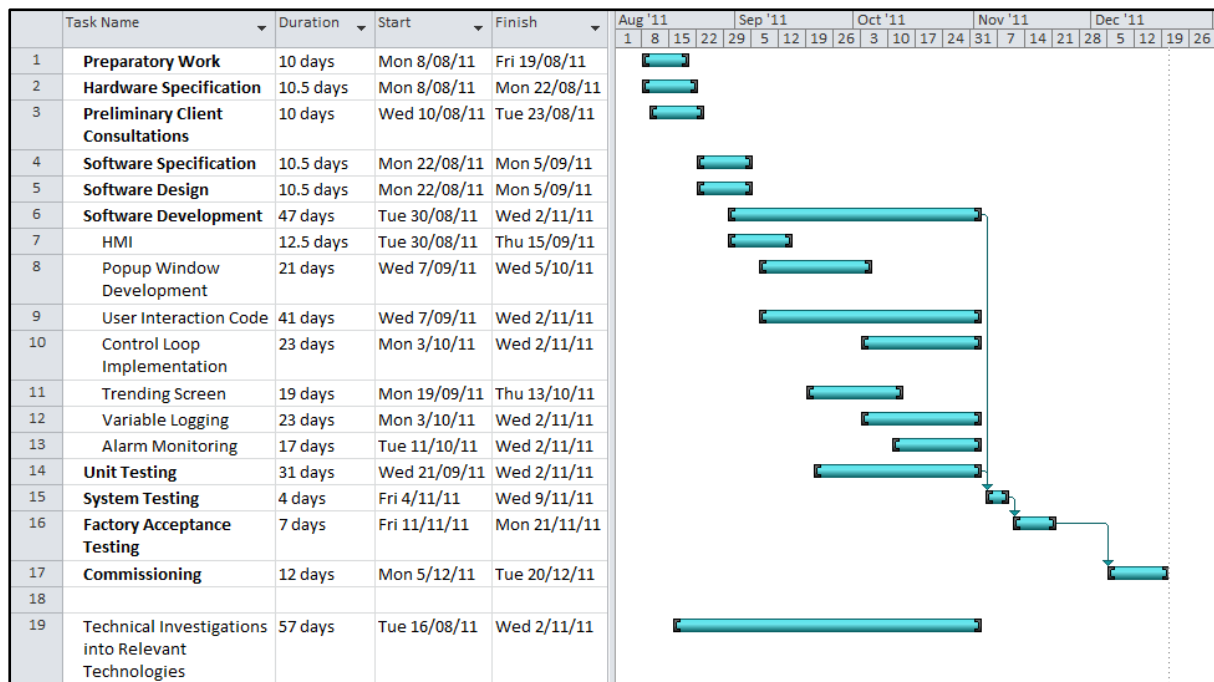 Task Name Duration Start Finish Aug '11 Sep '11 Oct '11 Nov '11 Dec '11
1 8 15 22 29 5 12 19 26 3 10 17 24 31 7 14 21 28 5 12 19 26
1 Preparatory Work 10 days Mon 8/08/11 Fri 19/08/11
2 Hardware Specification 10.5 days Mon 8/08/11 Mon 22/08/11
3 Preliminary Client 10 days Wed 10/08/11 Tue 23/08/11
Consultations
4 Software Specification 10.5 days Mon 22/08/11 Mon 5/09/11
5 Software Design 10.5 days Mon 22/08/11 Mon 5/09/11
6 Software Development 47 days Tue 30/08/11 Wed 2/11/11
7 HMI 12.5 days Tue 30/08/11 Thu 15/09/11
8 Popup Window 21 days Wed 7/09/11 Wed 5/10/11
Development
9 User Interaction Code 41 days Wed 7/09/11 Wed 2/11/11
10 Control Loop 23 days Mon 3/10/11 Wed 2/11/11
Implementation
11 Trending Screen 19 days Mon 19/09/11 Thu 13/10/11
12 Variable Logging 23 days Mon 3/10/11 Wed 2/11/11
13 Alarm Monitoring 17 days Tue 11/10/11 Wed 2/11/11
14 Unit Testing 31 days Wed 21/09/11 Wed 2/11/11
15 System Testing 4 days Fri 4/11/11 Wed 9/11/11
16 Factory Acceptance 7 days Fri 11/11/11 Mon 21/11/11
Testing
17 Commissioning 12 days Mon 5/12/11 Tue 20/12/11
18
19 Technical Investigations 57 days Tue 16/08/11 Wed 2/11/11
into Relevant
Technologies